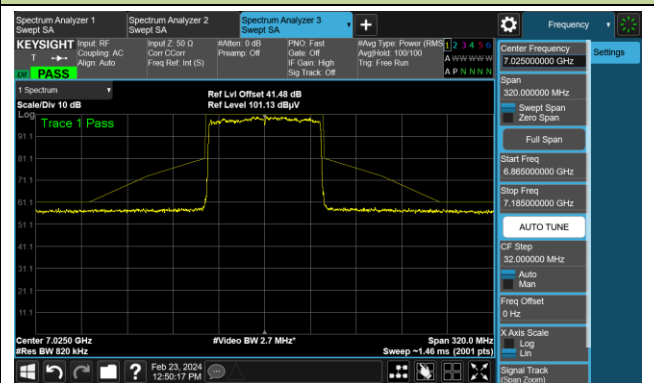 Spectrum Analyzer 1
Swept SA
Spectrum Analyzer 2
Swept SA
Spectrum Analyzer 3
Swept SA
Frequency
KEYSIGHT
Input: RF
Coupling: AC
Align: Auto
Input Z: 50 Ω
Corr CCorr
Freq Ref: Int (S)
#Atten: 0 dB
Preamp: Off
PNO: Fast
Gate: Off
IF Gain: High
Sig Track: Off
#Avg Type: Power (RMS
Avg|Hold: 100/100
Trig: Free Run
1 2 3 4 5 6
A W W W W W
A P N N N N
T
PASS
Center Frequency
7.02500000 GHz
Settings
Span
320.000000 MHz
Swept Span
Zero Span
Full Span
Start Freq
6.865000000 GHz
Stop Freq
7.185000000 GHz
AUTO TUNE
CF Step
32.000000 MHz
Auto
Man
Freq Offset
0 Hz
X Axis Scale
Log
Lin
Signal Track
(Span Zoom)
1 Spectrum
Scale/Div 10 dB
Ref Lvl Offset 41.48 dB
Ref Level 101.13 dBµV
Log
Trace 1 Pass
91.1
81.1
71.1
61.1
51.1
41.1
31.1
21.1
11.1
Center 7.0250 GHz
#Video BW 2.7 MHz*
Span 320.0 MHz
#Res BW 820 kHz
Sweep ~1.46 ms (2001 pts)
Feb 23, 2024
12:50:17 PM